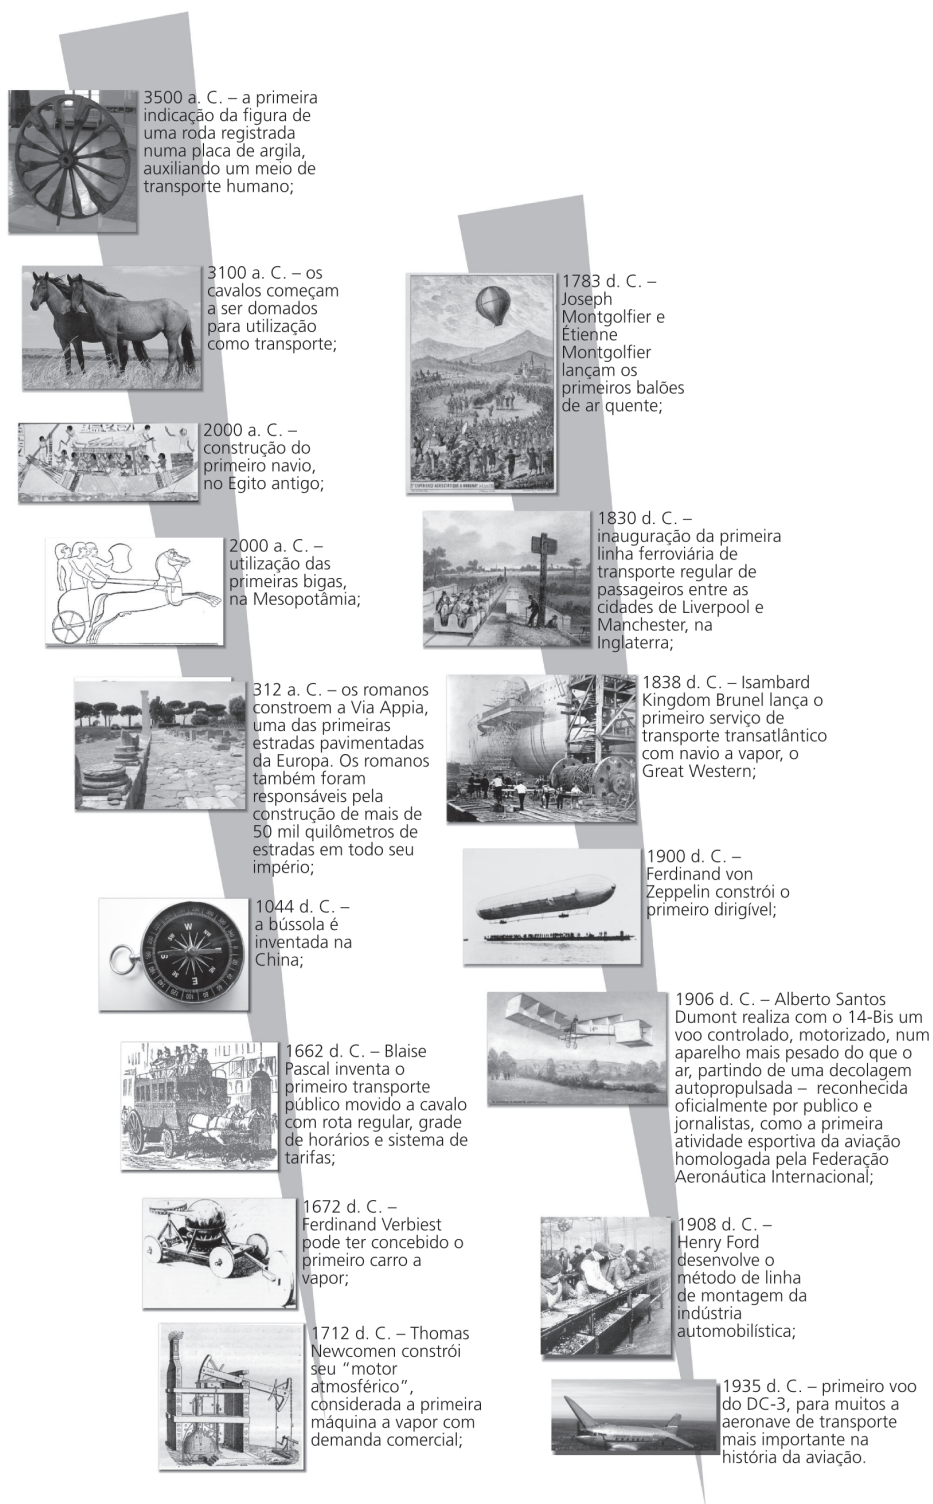 3500 a. C. – a primeira
indicação da figura de
uma roda registrada
numa placa de argila,
auxiliando um meio de
transporte humano;
3100 a. C. – os
cavalos começam
a ser domados
para utilização
como transporte;
2000 a. C. –
construção do
primeiro navio,
no Egito antigo;
2000 a. C. –
utilização das
primeiras bigas,
na Mesopotâmia;
312 a. C. – os romanos
constroem a Via Appia,
uma das primeiras
estradas pavimentadas
da Europa. Os romanos
também foram
responsáveis pela
construção de mais de
50 mil quilômetros de
estradas em todo seu
império;
1044 d. C. –
a bússola é
inventada na
China;
1662 d. C. – Blaise
Pascal inventa o
primeiro transporte
público movido a cavalo
com rota regular, grade
de horários e sistema de
tarifas;
1672 d. C. –
Ferdinand Verbiest
pode ter concebido o
primeiro carro a
vapor;
1712 d. C. – Thomas
Newcomen constrói
seu “motor
atmosférico”,
considerada a primeira
máquina a vapor com
demanda comercial;
1783 d. C. –
Joseph
Montgolfier e
Étienne
Montgolfier
lançam os
primeiros balões
de ar quente;
1830 d. C. –
inauguração da primeira
linha ferroviária de
transporte regular de
passageiros entre as
cidades de Liverpool e
Manchester, na
Inglaterra;
1838 d. C. – Isambard
Kingdom Brunel lança o
primeiro serviço de
transporte transatlântico
com navio a vapor, o
Great Western;
1900 d. C. –
Ferdinand von
Zeppelin constrói o
primeiro dirigível;
1906 d. C. – Alberto Santos
Dumont realiza com o 14-Bis um
voo controlado, motorizado, num
aparelho mais pesado do que o
ar, partindo de uma decolagem
autopropulsada – reconhecida
oficialmente por publico e
jornalistas, como a primeira
atividade esportiva da aviação
homologada pela Federação
Aeronáutica Internacional;
1908 d. C. –
Henry Ford
desenvolve o
método de linha
de montagem da
indústria
automobilística;
1935 d. C. – primeiro voo
do DC-3, para muitos a
aeronave de transporte
mais importante na
história da aviação.